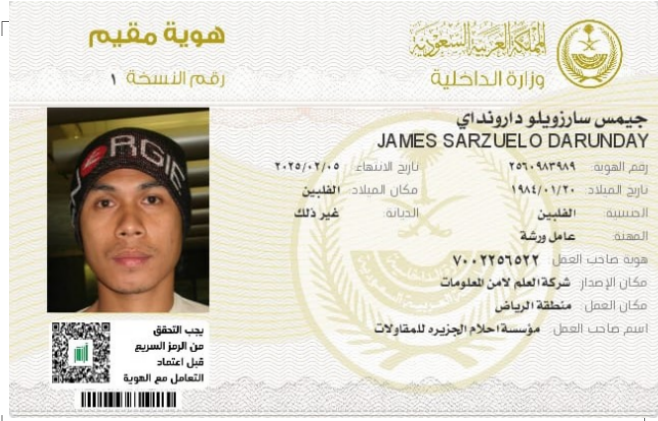 هوية مقيم
رقم النسخة ١
المملكة العربية السعودية
وزارة الداخلية
جيمس سارزويلو دارونداي
JAMES SARZUELO DARUNDAY
رقم الهوية ٢٥٦٠٩٨٣٩٨٩ تاريخ الانتهاء ٢٠٢٥/٠٢/٠٥
تاريخ الميلاد ١٩٨٤/٠١/٢٠ مكان الميلاد الفلبين
الجنسية الفلبين الديانة غير ذلك
المهنة عامل ورشة
هوية صاحب العمل ٧٠٠٢٢٥٦٥٢٢
مكان الإصدار شركة العلم لامن المعلومات
مكان العمل منطقة الرياض
اسم صاحب العمل مؤسسة احلام الجزيره للمقاولات
يجب التحقق
من الرمز السريع
قبل اعتماد
التعامل مع الهوية